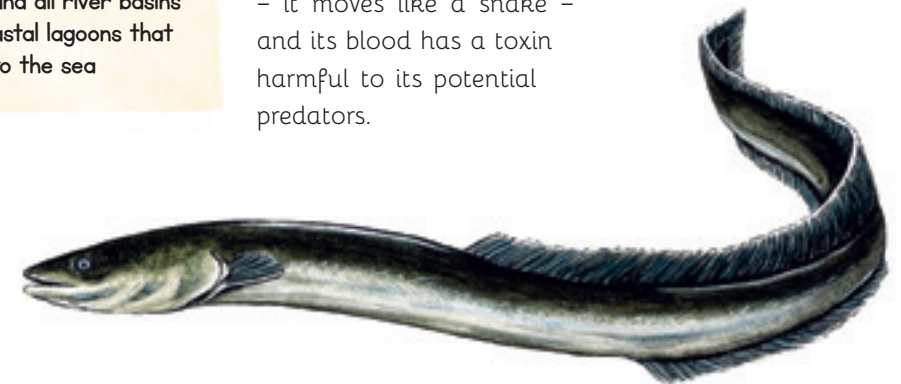 and all river basins
astal lagoons that
o the sea
– it moves like a snake –
and its blood has a toxin
harmful to its potential
predators.